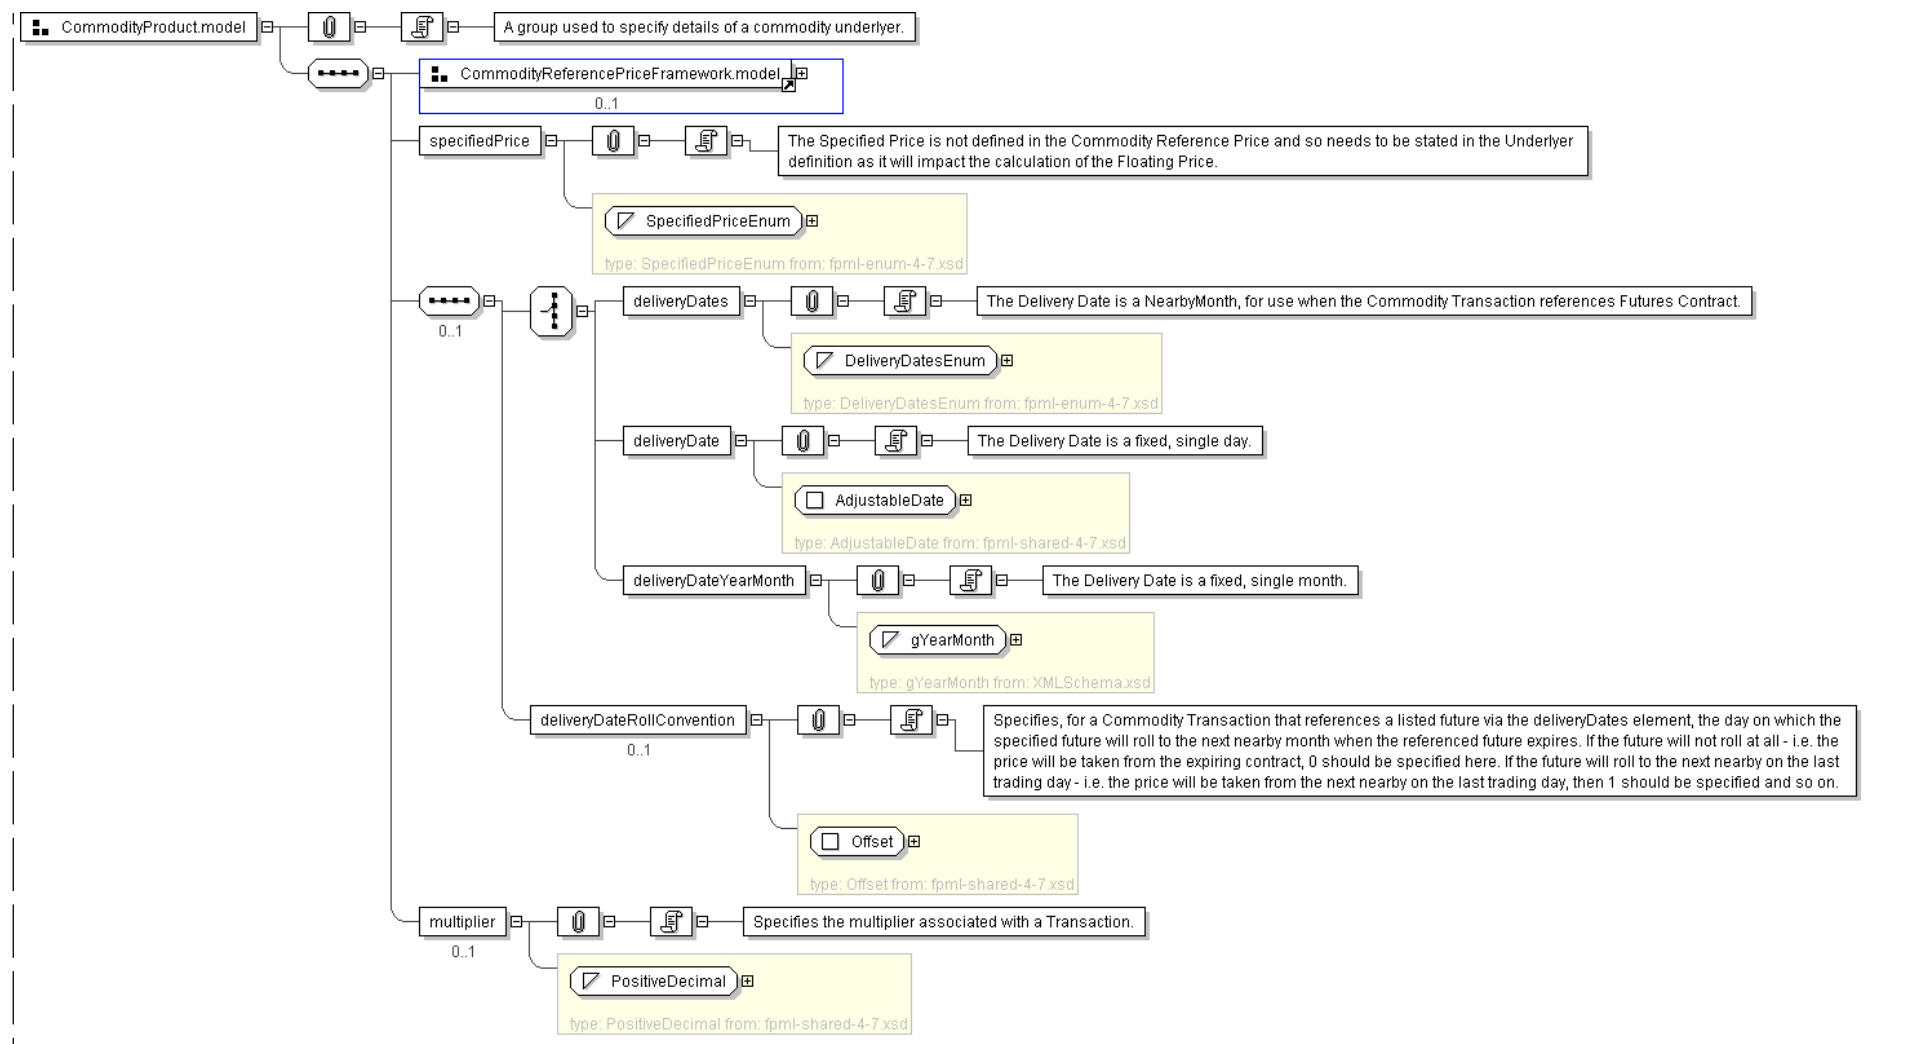 CommodityProduct.model
A group used to specify details of a commodity underlyer.
CommodityReferencePriceFramework.model
0..1
specifiedPrice
The Specified Price is not defined in the Commodity Reference Price and so needs to be stated in the Underlyer
definition as it will impact the calculation of the Floating Price.
SpecifiedPriceEnum
type: SpecifiedPriceEnum from: fpml-enum-4-7.xsd
0..1
deliveryDates
The Delivery Date is a NearbyMonth, for use when the Commodity Transaction references Futures Contract.
DeliveryDatesEnum
type: DeliveryDatesEnum from: fpml-enum-4-7.xsd
deliveryDate
The Delivery Date is a fixed, single day.
AdjustableDate
type: AdjustableDate from: fpml-shared-4-7.xsd
deliveryDateYearMonth
The Delivery Date is a fixed, single month.
gYearMonth
type: gYearMonth from: XMLSchema.xsd
deliveryDateRollConvention
0..1
Specifies, for a Commodity Transaction that references a listed future via the deliveryDates element, the day on which the
specified future will roll to the next nearby month when the referenced future expires. If the future will not roll at all - i.e. the
price will be taken from the expiring contract, 0 should be specified here. If the future will roll to the next nearby on the last
trading day - i.e. the price will be taken from the next nearby on the last trading day, then 1 should be specified and so on.
Offset
type: Offset from: fpml-shared-4-7.xsd
multiplier
0..1
Specifies the multiplier associated with a Transaction.
PositiveDecimal
type: PositiveDecimal from: fpml-shared-4-7.xsd